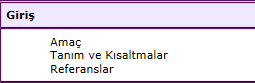 Giriş
Amaç
Tanım ve Kısaltmalar
Referanslar